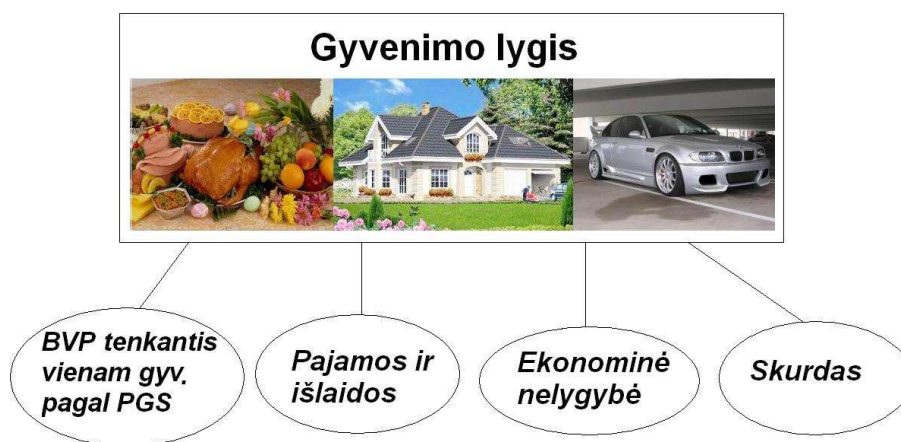 Gyvenimo lygis
BVP tenkantis
vienam gyv.
pagal PGS
Pajamos ir
išlaidos
Ekonominė
nelygybė
Skurdas